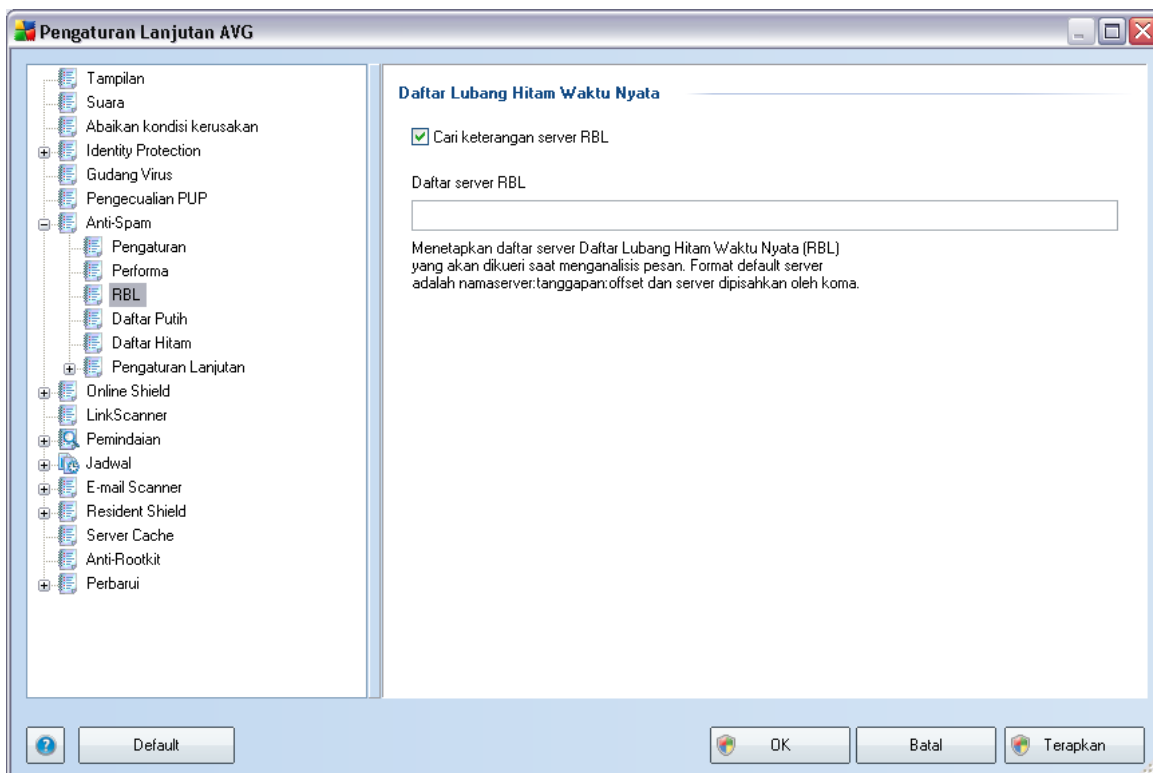 Pengaturan Lanjutan AVG
Tampilan
Suara
Abaikan kondisi kerusakan
Identity Protection
Gudang Virus
Pengecualian PUP
Anti-Spam
Pengaturan
Performa
RBL
Daftar Putih
Daftar Hitam
Pengaturan Lanjutan
Online Shield
LinkScanner
Pemindaian
Jadwal
E-mail Scanner
Resident Shield
Server Cache
Anti-Rootkit
Perbarui
Daftar Lubang Hitam Waktu Nyata
Cari keterangan server RBL
Daftar server RBL
Menetapkan daftar server Daftar Lubang Hitam Waktu Nyata (RBL)
yang akan dikueri saat menganalisis pesan. Format default server
adalah namaserver:tanggapan:offset dan server dipisahkan oleh koma.
Default
OK
Batal
Terapkan